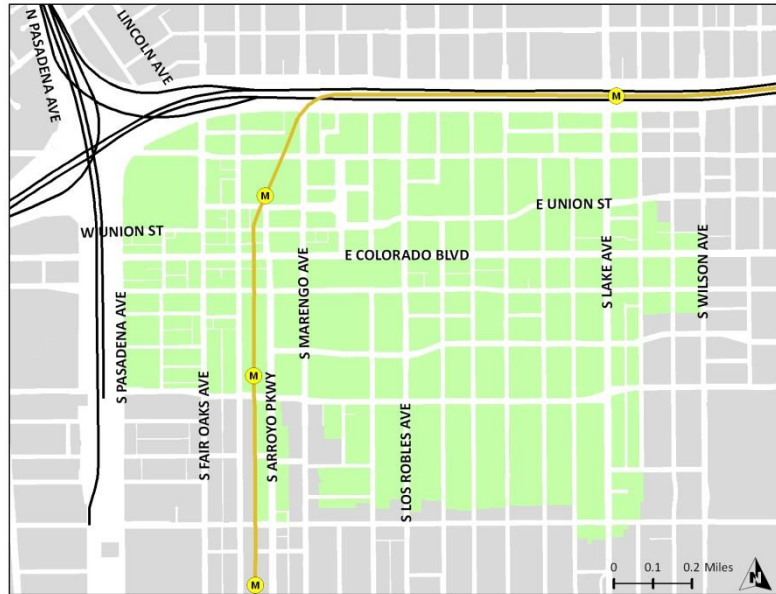 N PASADENA AVE
LINCOLN AVE
M
M
E UNION ST
W UNION ST
E COLORADO BLVD
S MARENGO AVE
S LAKE AVE
S WILSON AVE
S PASADENA AVE
M
S FAIR OAKS AVE
S ARROYO PKWY
S LOS ROBLES AVE
0 0.1 0.2 Miles
M
N